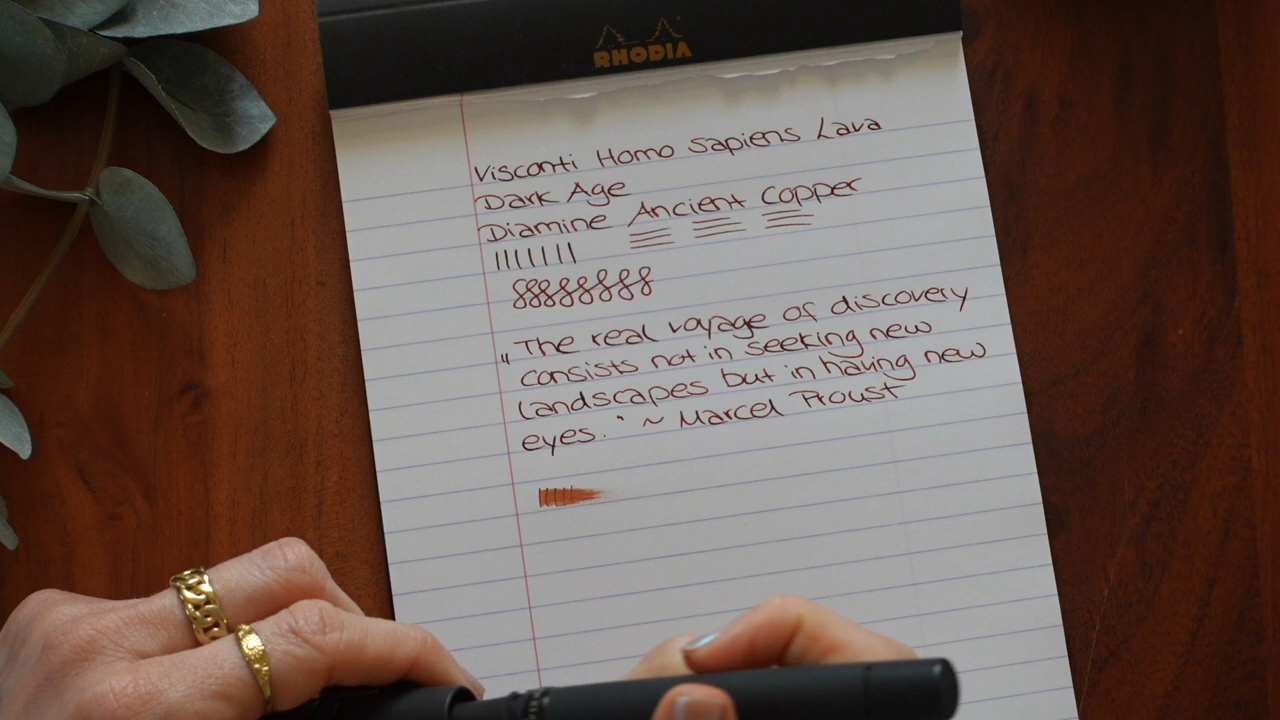 RHODIA
Visconti Homo Sapiens Lava
Dark Age
Diamine Ancient Copper
88888888
„The real voyage of discovery
consists not in seeking new
landscapes but in having new
eyes." ~ Marcel Proust